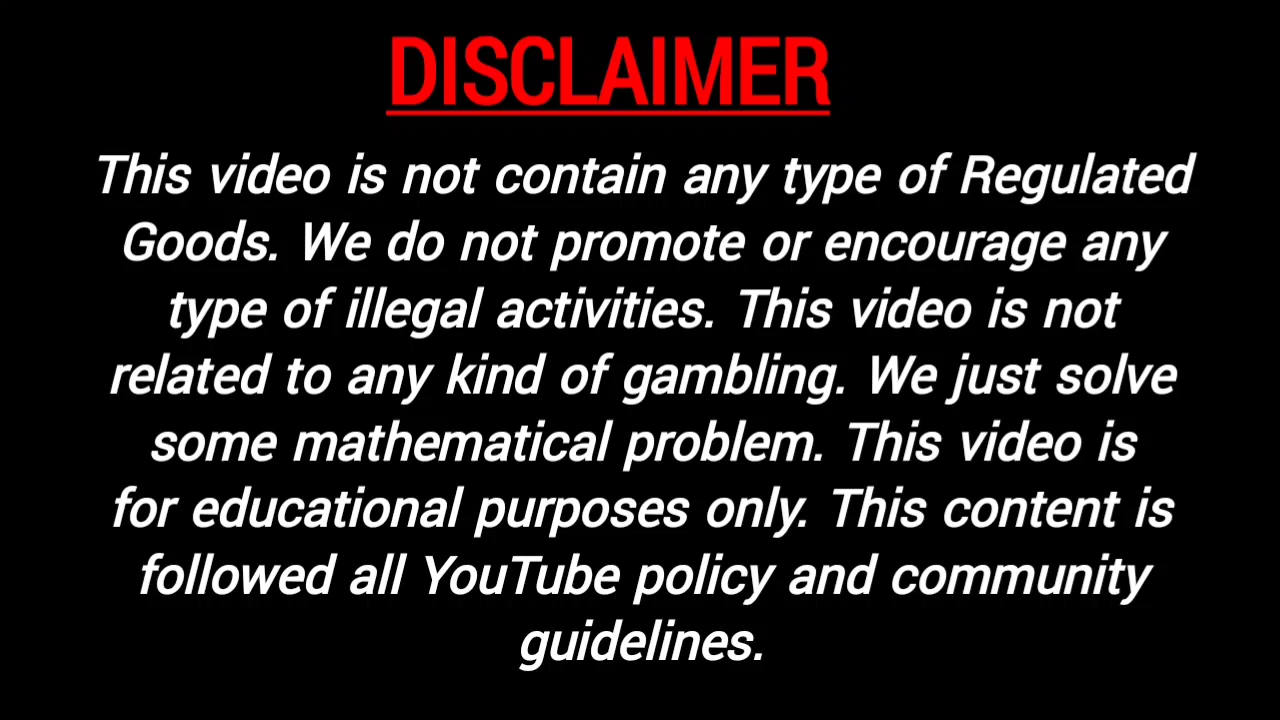 DISCLAIMER
This video is not contain any type of Regulated
Goods. We do not promote or encourage any
type of illegal activities. This video is not
related to any kind of gambling. We just solve
some mathematical problem. This video is
for educational purposes only. This content is
followed all YouTube policy and community
guidelines.